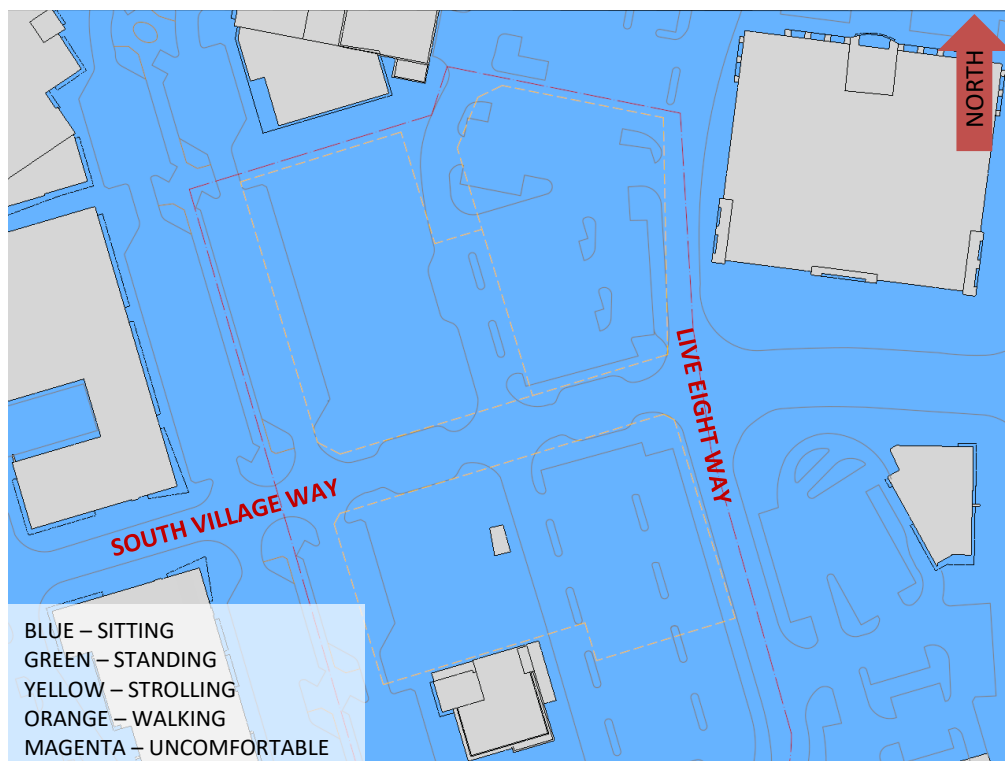 NORTH
LIVE EIGHT WAY
SOUTH VILLAGE WAY
BLUE – SITTING
GREEN – STANDING
YELLOW – STROLLING
ORANGE – WALKING
MAGENTA – UNCOMFORTABLE